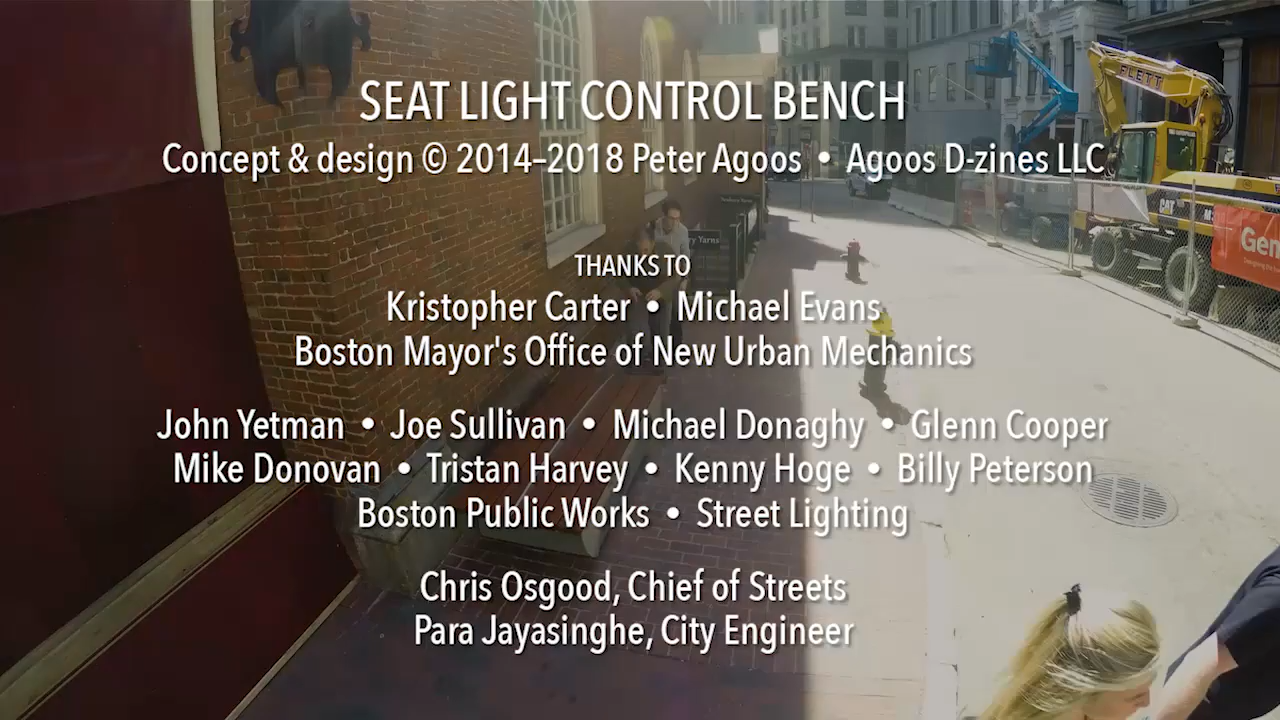 SEAT LIGHT CONTROL BENCH
Concept & design © 2014–2018 Peter Agoos • Agoos D-zines LLC
THANKS TO
Kristopher Carter • Michael Evans
Boston Mayor's Office of New Urban Mechanics
John Yetman • Joe Sullivan • Michael Donaghy • Glenn Cooper
Mike Donovan • Tristan Harvey • Kenny Hoge • Billy Peterson
Boston Public Works • Street Lighting
Chris Osgood, Chief of Streets
Para Jayasinghe, City Engineer
FLETT
CAT
Gen
Yarns